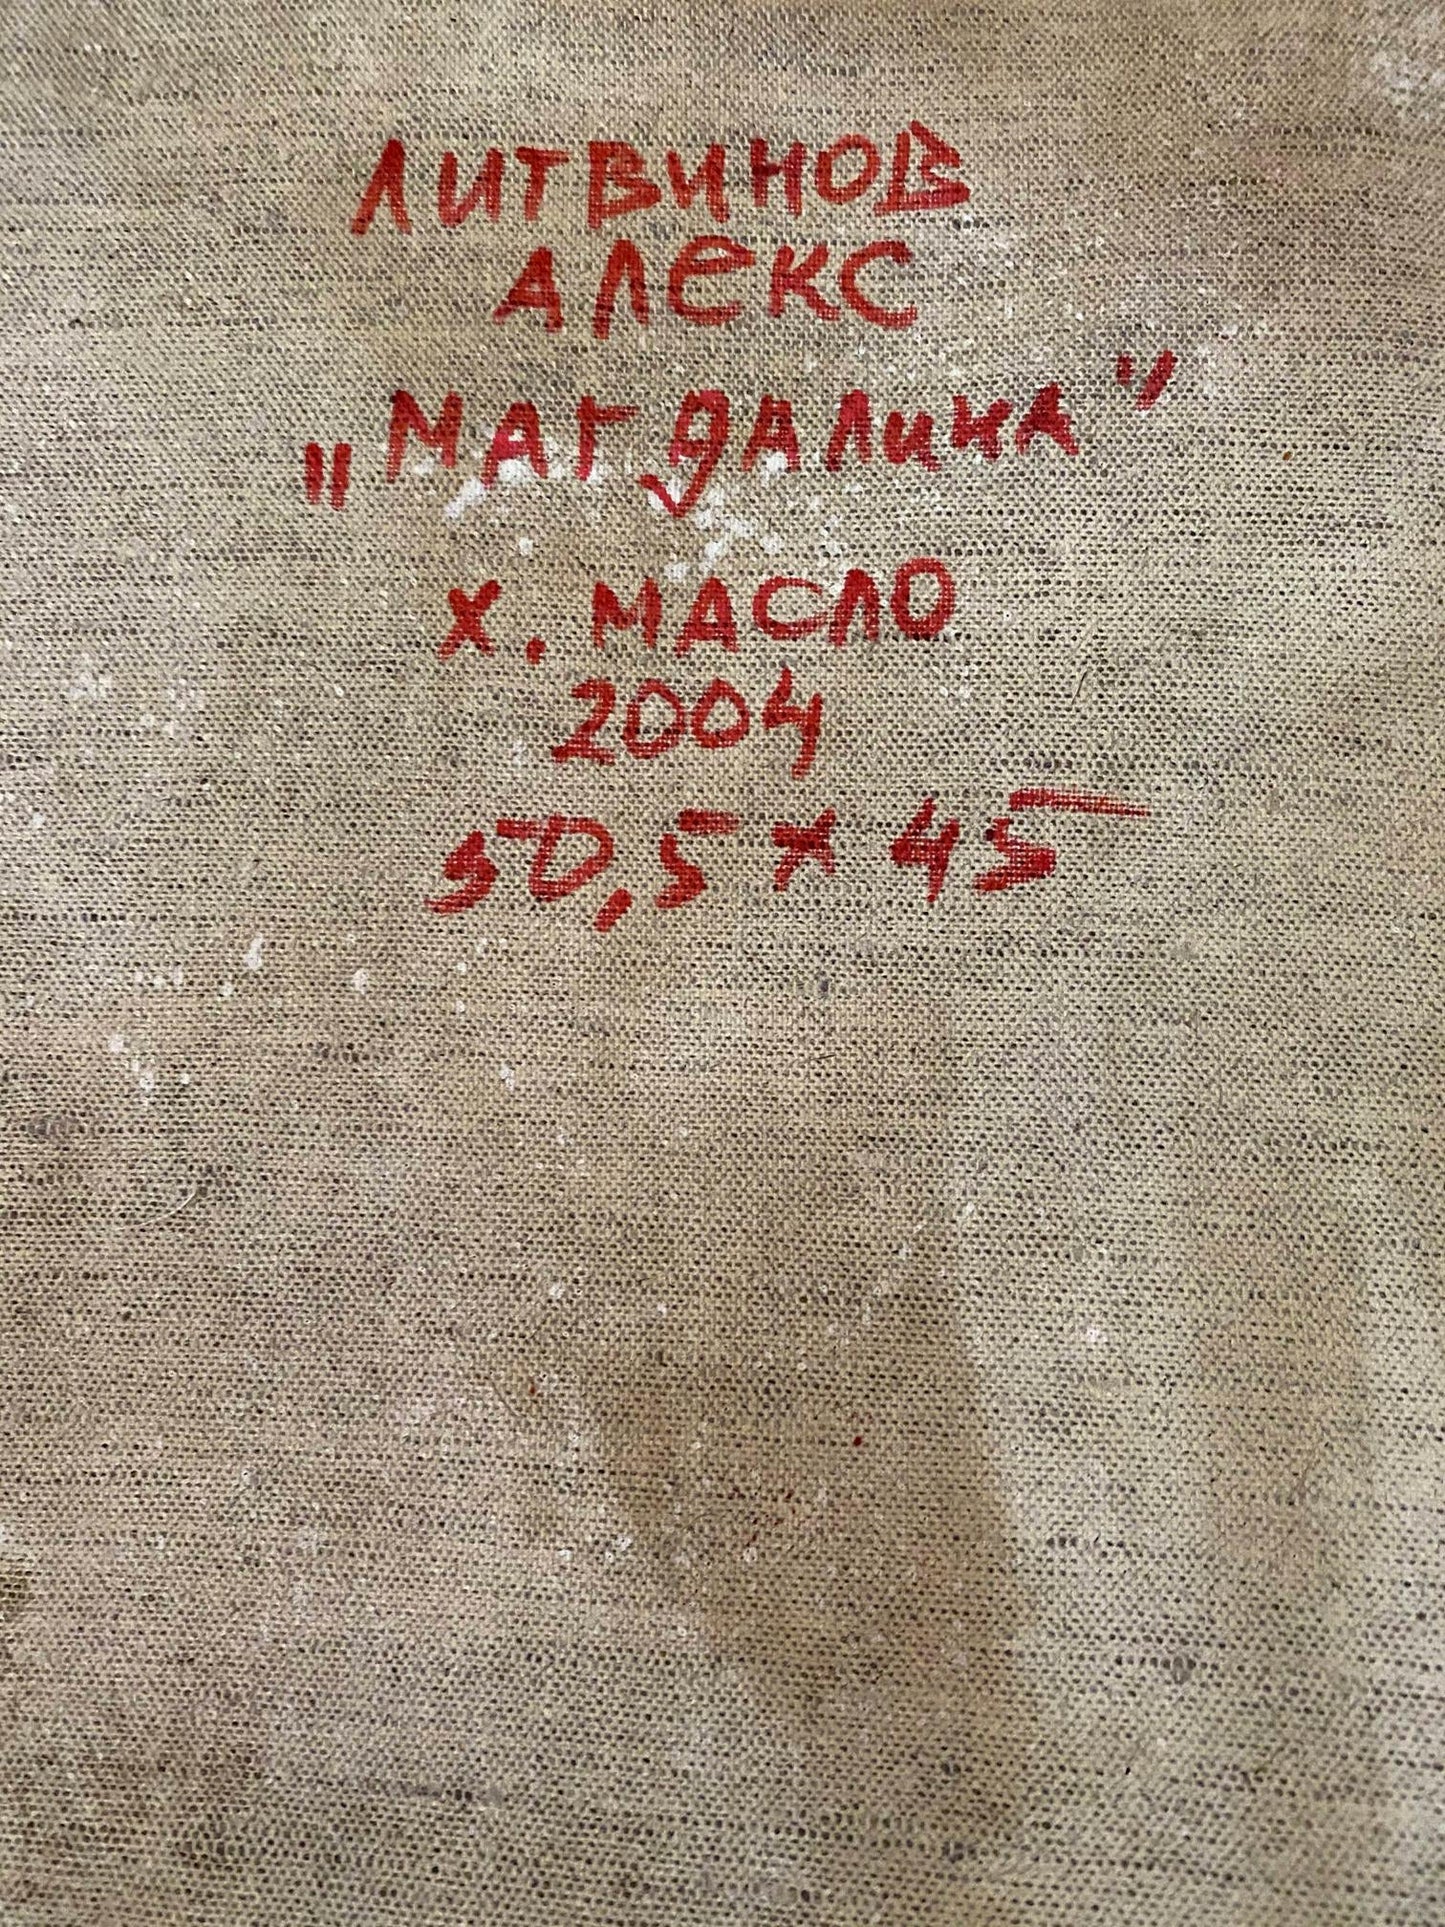 ЛИТВИНОВ
АЛЕКС
"МАГДАЛИНА"
Х. МАСЛО
2004
50,5 × 45